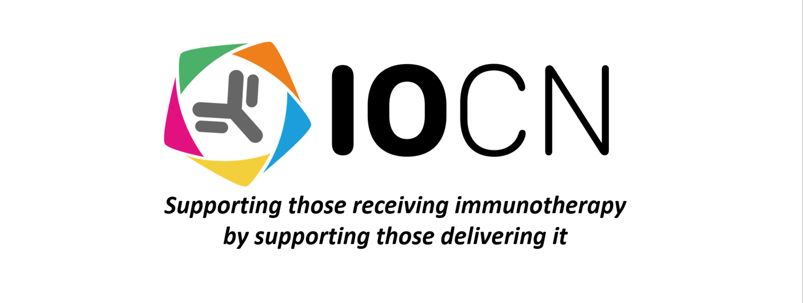 IOCN
Supporting those receiving immunotherapy
by supporting those delivering it